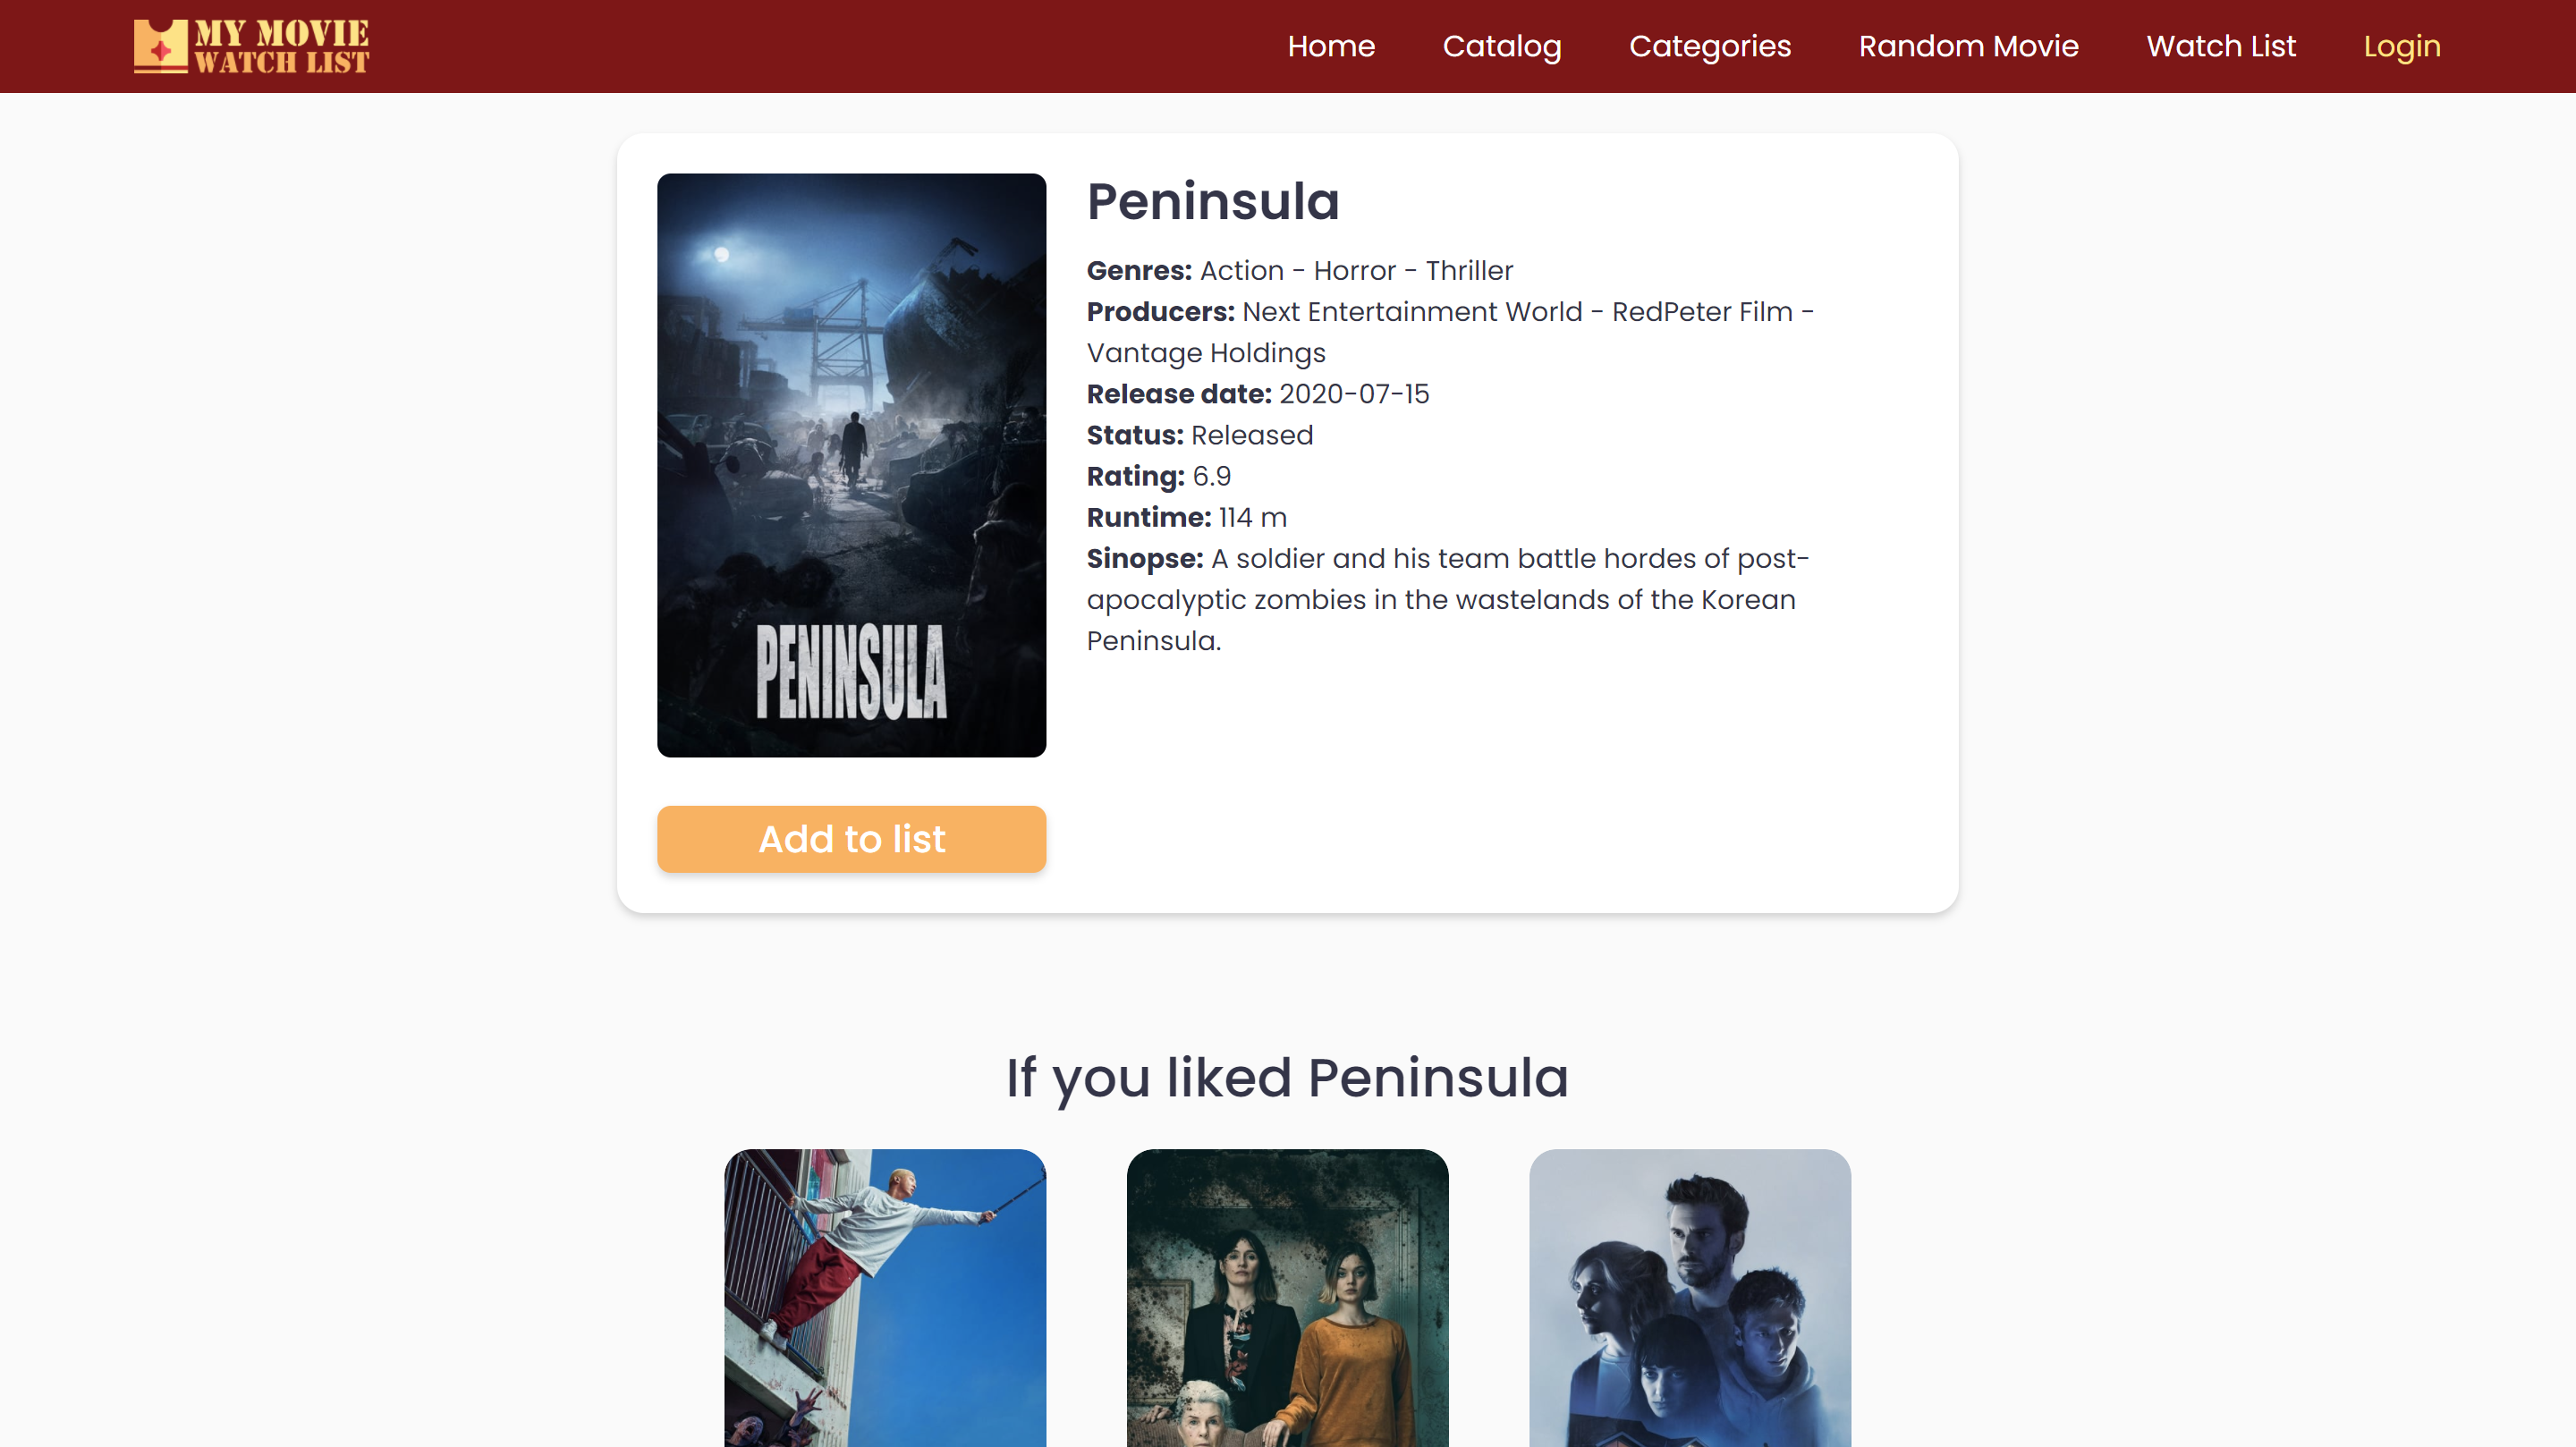 MY MOVIE
WATCH LIST
Home
Catalog
Categories
Random Movie
Watch List
Login
Peninsula
Genres: Action - Horror - Thriller
Producers: Next Entertainment World - RedPeter Film -
Vantage Holdings
Release date: 2020-07-15
Status: Released
Rating: 6.9
Runtime: 114 m
Sinopse: A soldier and his team battle hordes of post-
apocalyptic zombies in the wastelands of the Korean
Peninsula.
PENINSULA
Add to list
If you liked Peninsula